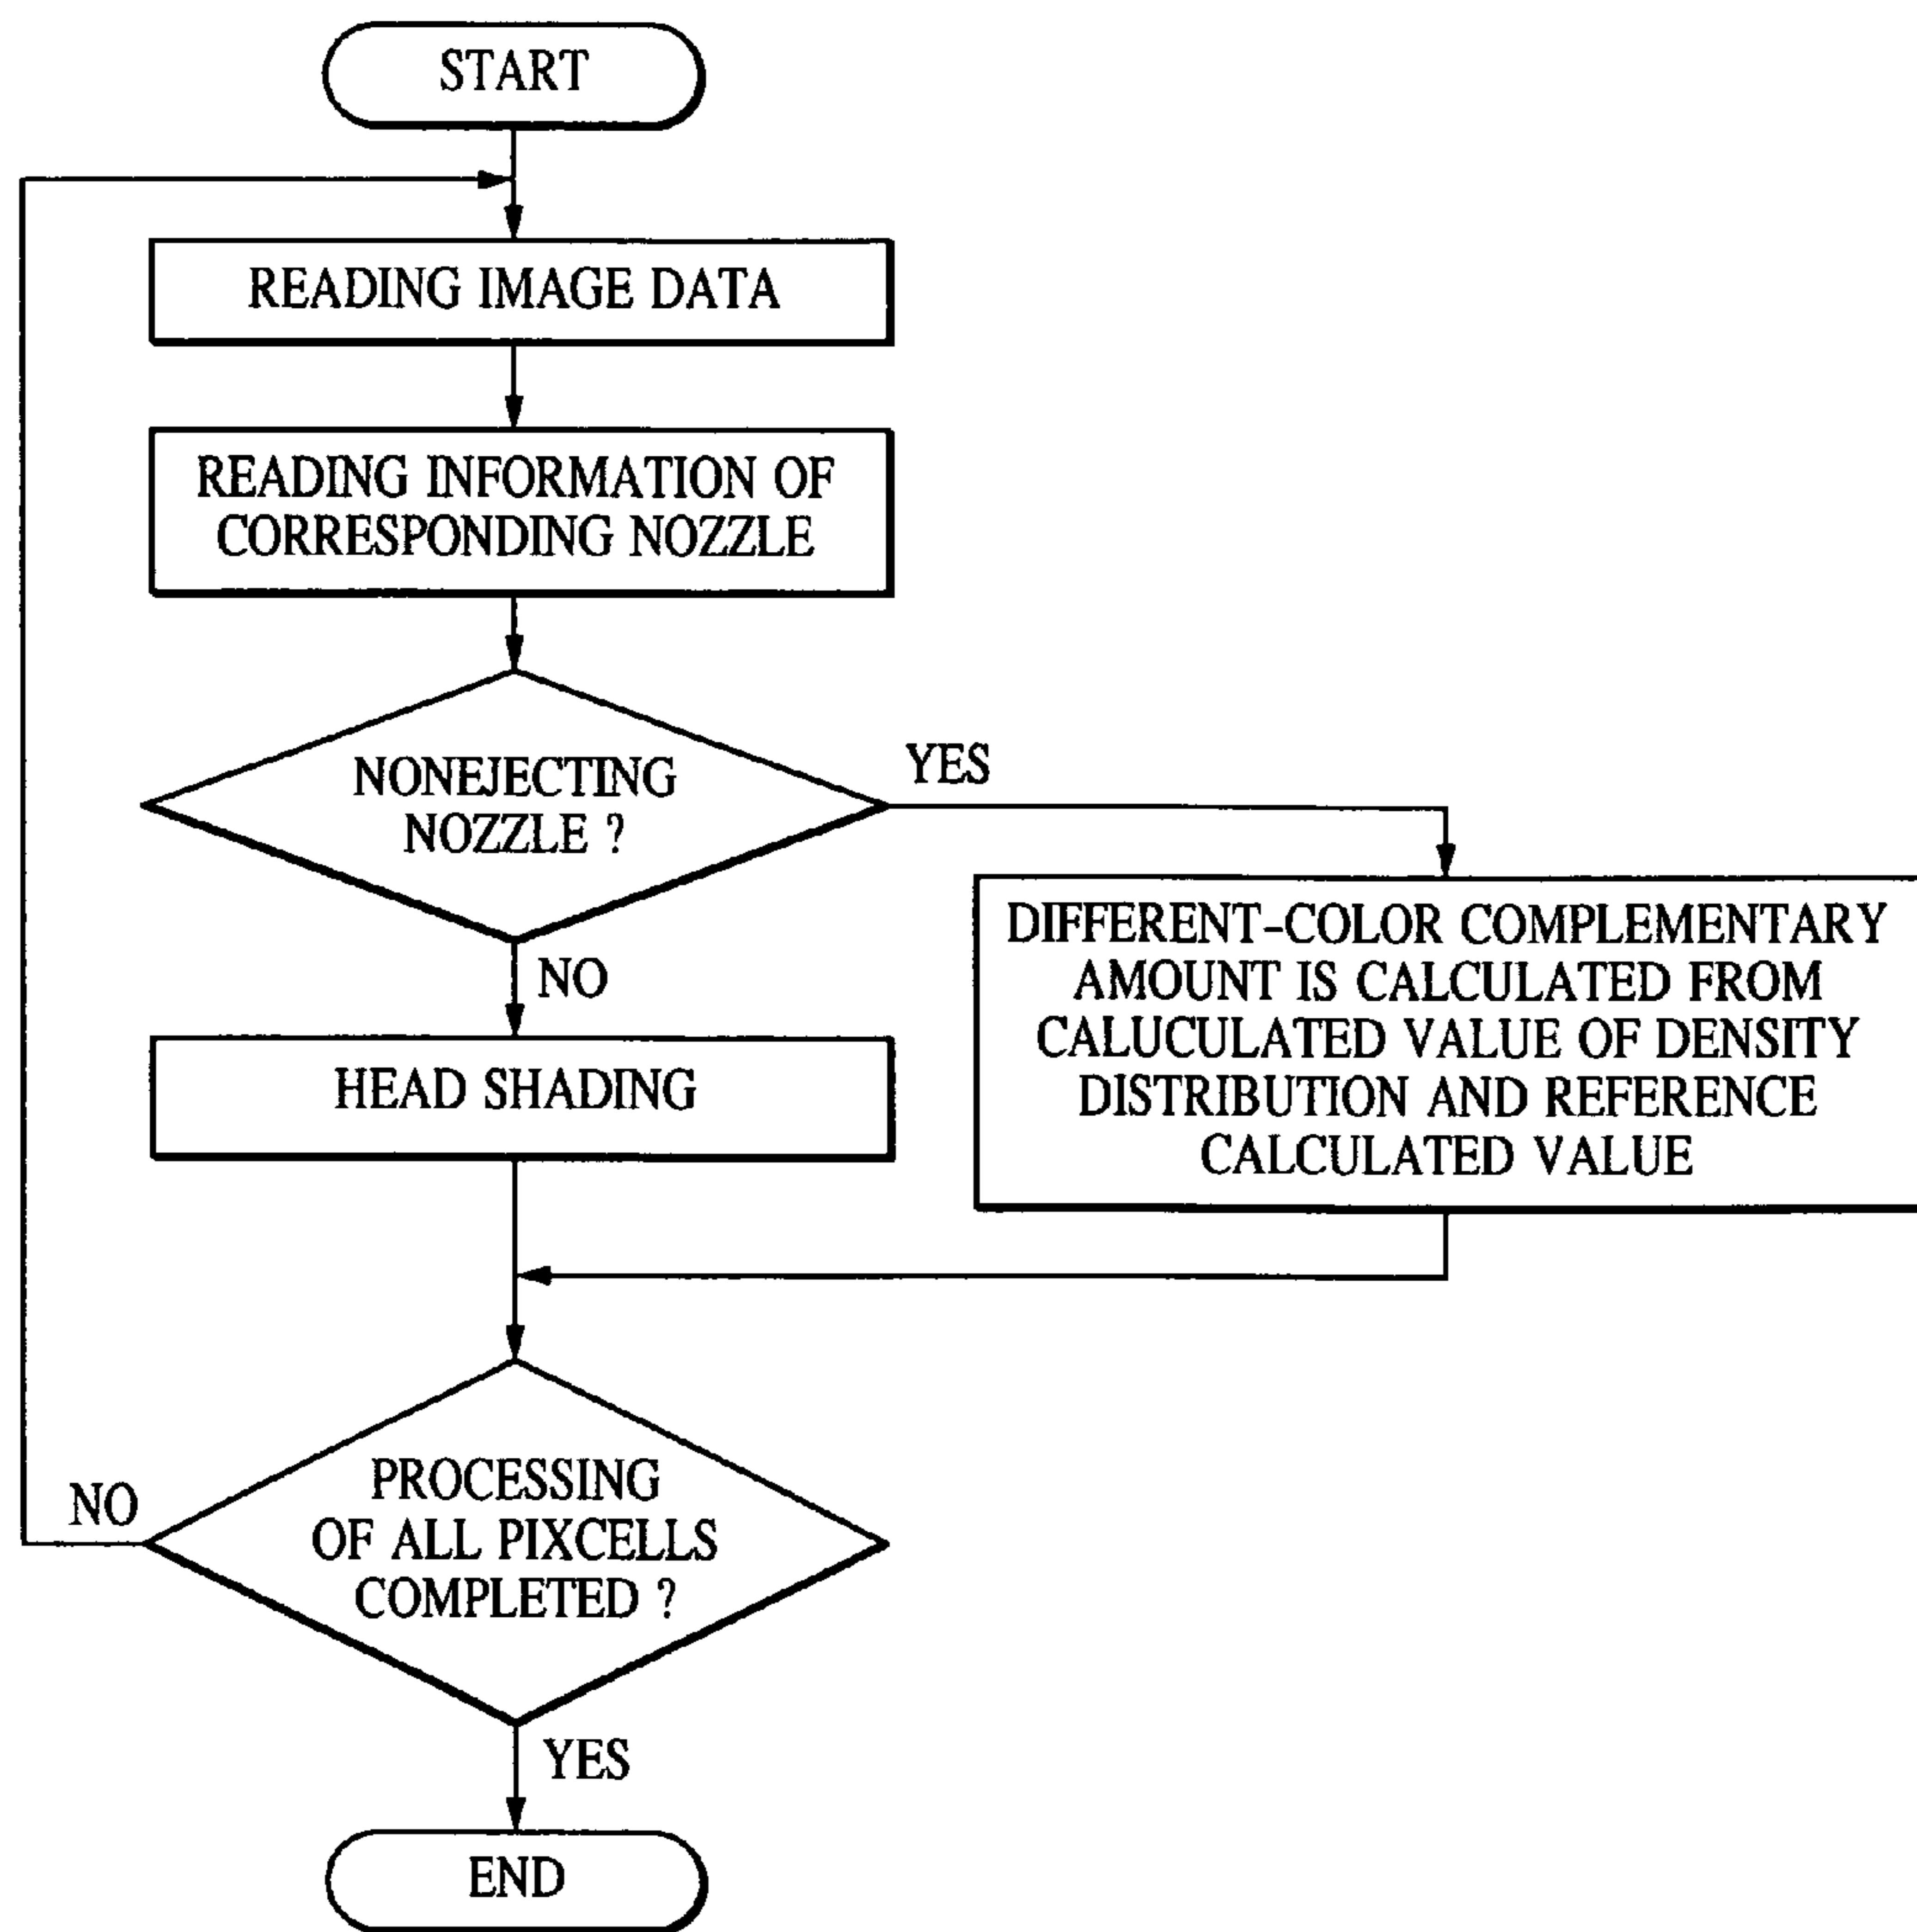 START
READING IMAGE DATA
READING INFORMATION OF
CORRESPONDING NOZZLE
NONEJECTING
NOZZLE ?
YES
NO
DIFFERENT-COLOR COMPLEMENTARY
AMOUNT IS CALCULATED FROM
CALUCULATED VALUE OF DENSITY
DISTRIBUTION AND REFERENCE
CALCULATED VALUE
HEAD SHADING
PROCESSING
OF ALL PIXCELLS
COMPLETED ?
NO
YES
END